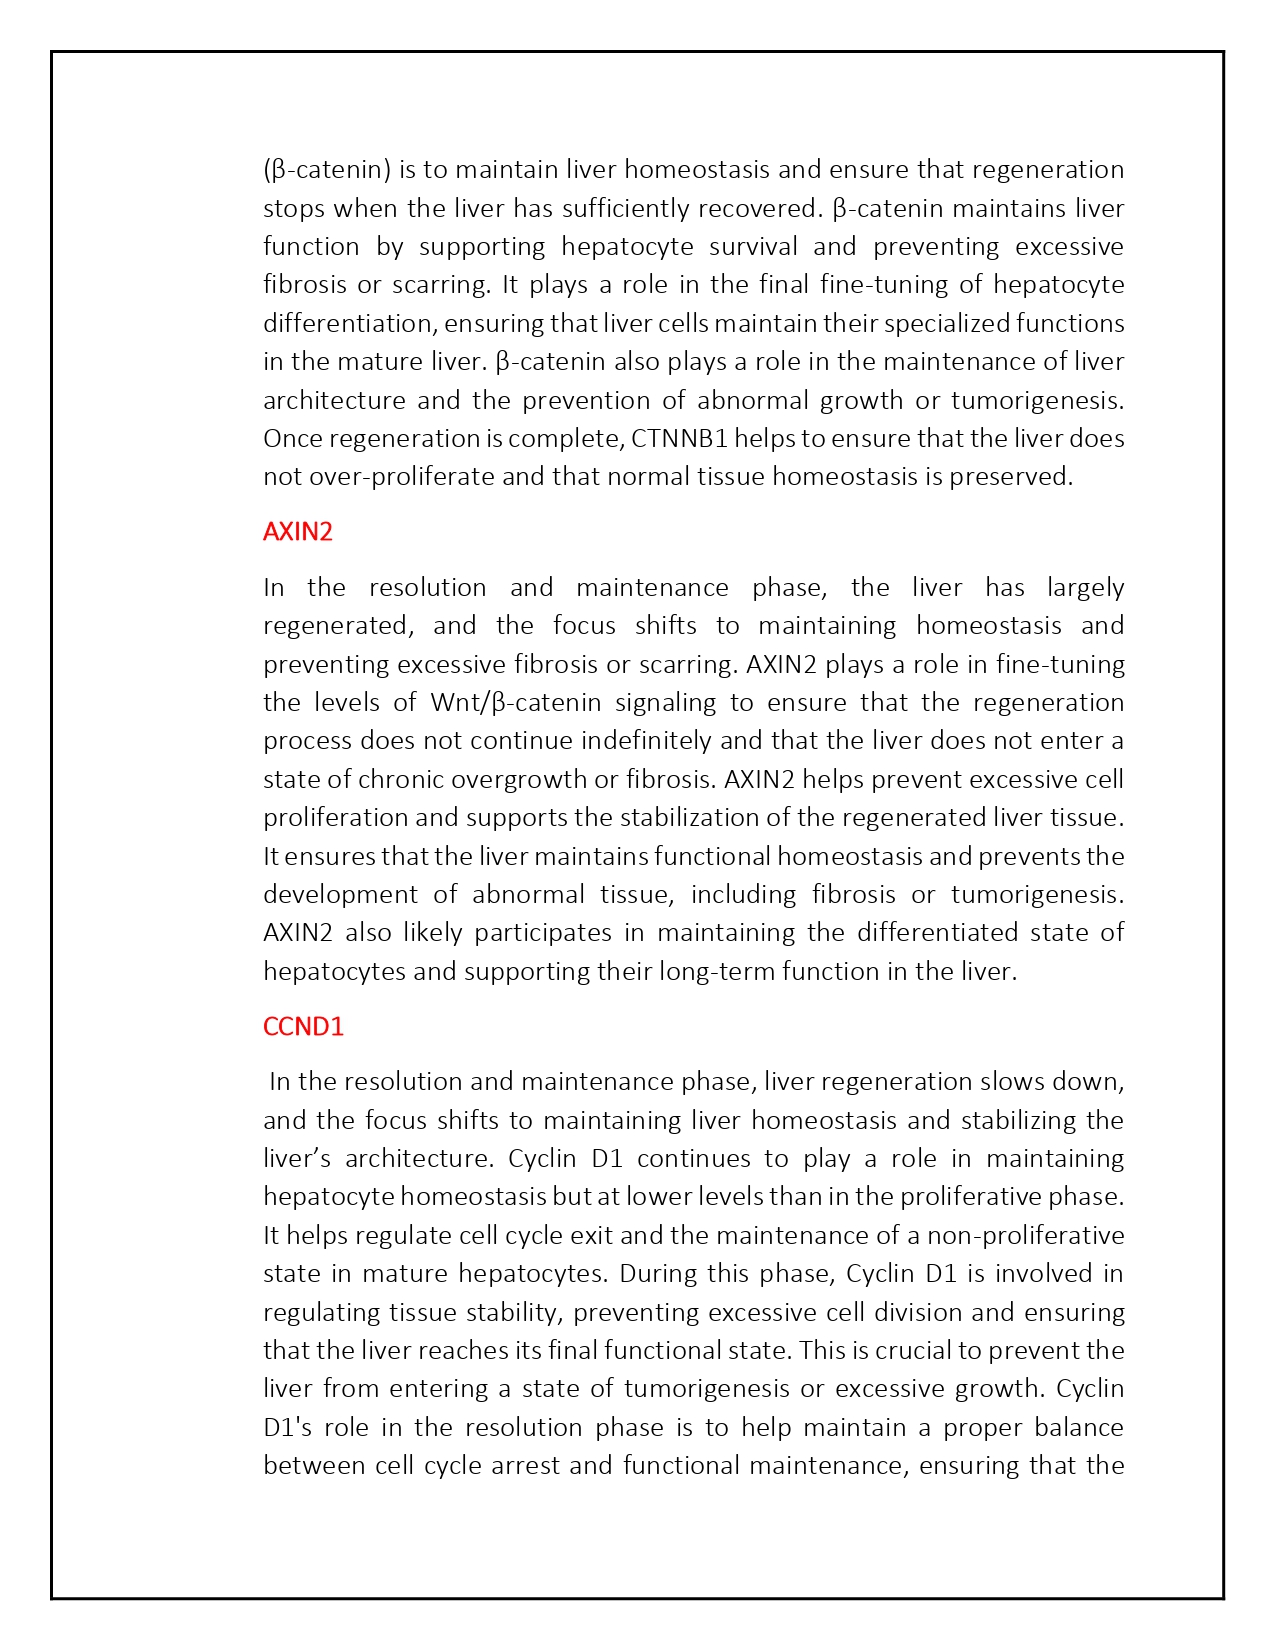 (β-catenin) is to maintain liver homeostasis and ensure that regeneration
stops when the liver has sufficiently recovered. β-catenin maintains liver
function by supporting hepatocyte survival and preventing excessive
fibrosis or scarring. It plays a role in the final fine-tuning of hepatocyte
differentiation, ensuring that liver cells maintain their specialized functions
in the mature liver. β-catenin also plays a role in the maintenance of liver
architecture and the prevention of abnormal growth or tumorigenesis.
Once regeneration is complete, CTNNB1 helps to ensure that the liver does
not over-proliferate and that normal tissue homeostasis is preserved.
AXIN2
In the resolution and maintenance phase, the liver has largely
regenerated, and the focus shifts to maintaining homeostasis and
preventing excessive fibrosis or scarring. AXIN2 plays a role in fine-tuning
the levels of Wnt/β-catenin signaling to ensure that the regeneration
process does not continue indefinitely and that the liver does not enter a
state of chronic overgrowth or fibrosis. AXIN2 helps prevent excessive cell
proliferation and supports the stabilization of the regenerated liver tissue.
It ensures that the liver maintains functional homeostasis and prevents the
development of abnormal tissue, including fibrosis or tumorigenesis.
AXIN2 also likely participates in maintaining the differentiated state of
hepatocytes and supporting their long-term function in the liver.
CCND1
In the resolution and maintenance phase, liver regeneration slows down,
and the focus shifts to maintaining liver homeostasis and stabilizing the
liver’s architecture. Cyclin D1 continues to play a role in maintaining
hepatocyte homeostasis but at lower levels than in the proliferative phase.
It helps regulate cell cycle exit and the maintenance of a non-proliferative
state in mature hepatocytes. During this phase, Cyclin D1 is involved in
regulating tissue stability, preventing excessive cell division and ensuring
that the liver reaches its final functional state. This is crucial to prevent the
liver from entering a state of tumorigenesis or excessive growth. Cyclin
D1's role in the resolution phase is to help maintain a proper balance
between cell cycle arrest and functional maintenance, ensuring that the